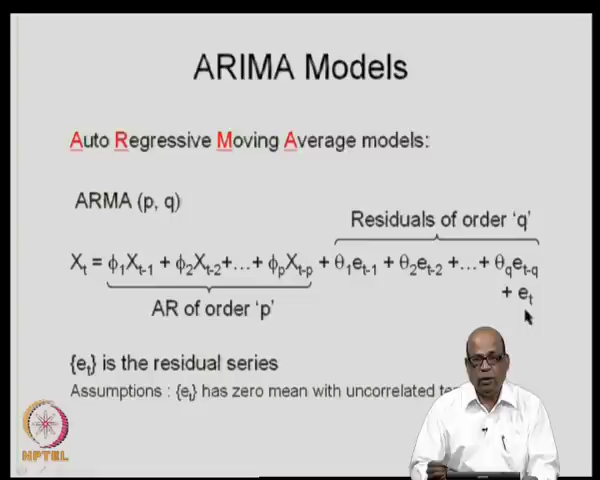 ARIMA Models
Auto Regressive Moving Average models:
ARMA (p, q)
Residuals of order ‘q’
Xt = ϕ1Xt-1 + ϕ2Xt-2+…+ ϕpXt-p + θ1et-1 + θ2et-2 +…+ θqet-q
+ et
AR of order ‘p’
{et} is the residual series
Assumptions : {et} has zero mean with uncorrelated
NPTEL